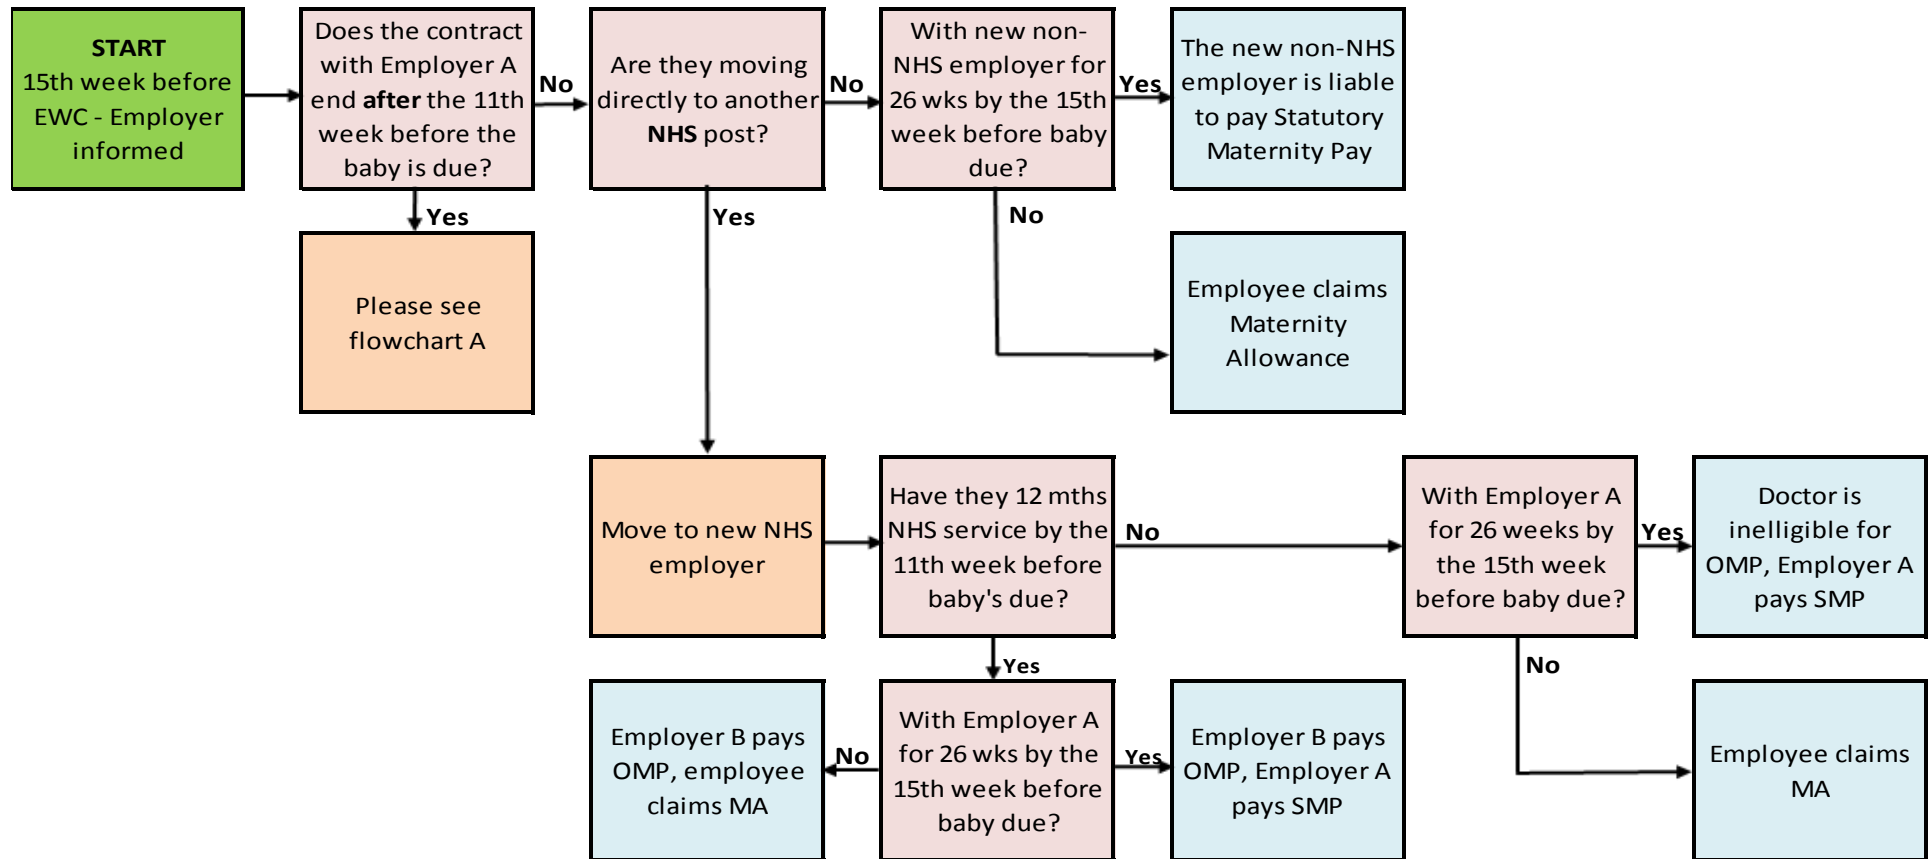 START
15th week before
EWC - Employer
informed
Does the contract
with Employer A
end after the 11th
week before the
baby is due?
No
Are they moving
directly to another
NHS post?
No
With new non-
NHS employer for
26 wks by the 15th
week before baby
due?
Yes
The new non-NHS
employer is liable
to pay Statutory
Maternity Pay
Yes
Yes
No
Please see
flowchart A
Employee claims
Maternity
Allowance
Move to new NHS
employer
Have they 12 mths
NHS service by the
11th week before
baby's due?
No
With Employer A
for 26 weeks by
the 15th week
before baby due?
Yes
Doctor is
inelligible for
OMP, Employer A
pays SMP
Yes
No
Employer B pays
OMP, employee
claims MA
No
With Employer A
for 26 wks by the
15th week before
baby due?
Yes
Employer B pays
OMP, Employer A
pays SMP
Employee claims
MA